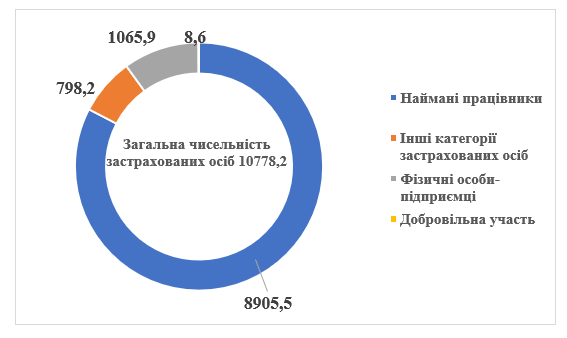 1065,9
8,6
798,2
Загальна чисельність
застрахованих осіб 10778,2
8905,5
Наймані працівники
Інші категорії
застрахованих осіб
Фізичні особи-
підприємці
Добровільна участь